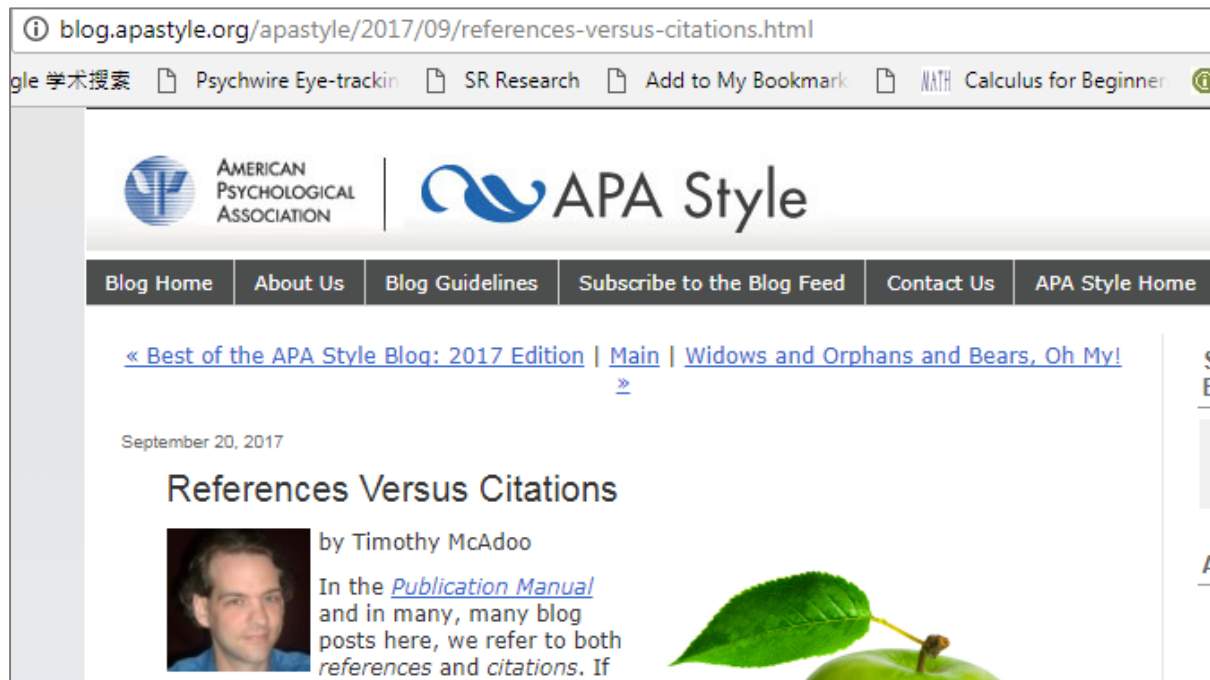 blog.apastyle.org/apastyle/2017/09/references-versus-citations.html
gle 学术搜索 Psychwire Eye-trackin SR Research Add to My Bookmark MATH Calculus for Beginner
AMERICAN
PSYCHOLOGICAL
ASSOCIATION
APA Style
Blog Home About Us Blog Guidelines Subscribe to the Blog Feed Contact Us APA Style Home
« Best of the APA Style Blog: 2017 Edition | Main | Widows and Orphans and Bears, Oh My!
»
September 20, 2017
References Versus Citations
by Timothy McAdoo
In the Publication Manual
and in many, many blog
posts here, we refer to both
references and citations. If